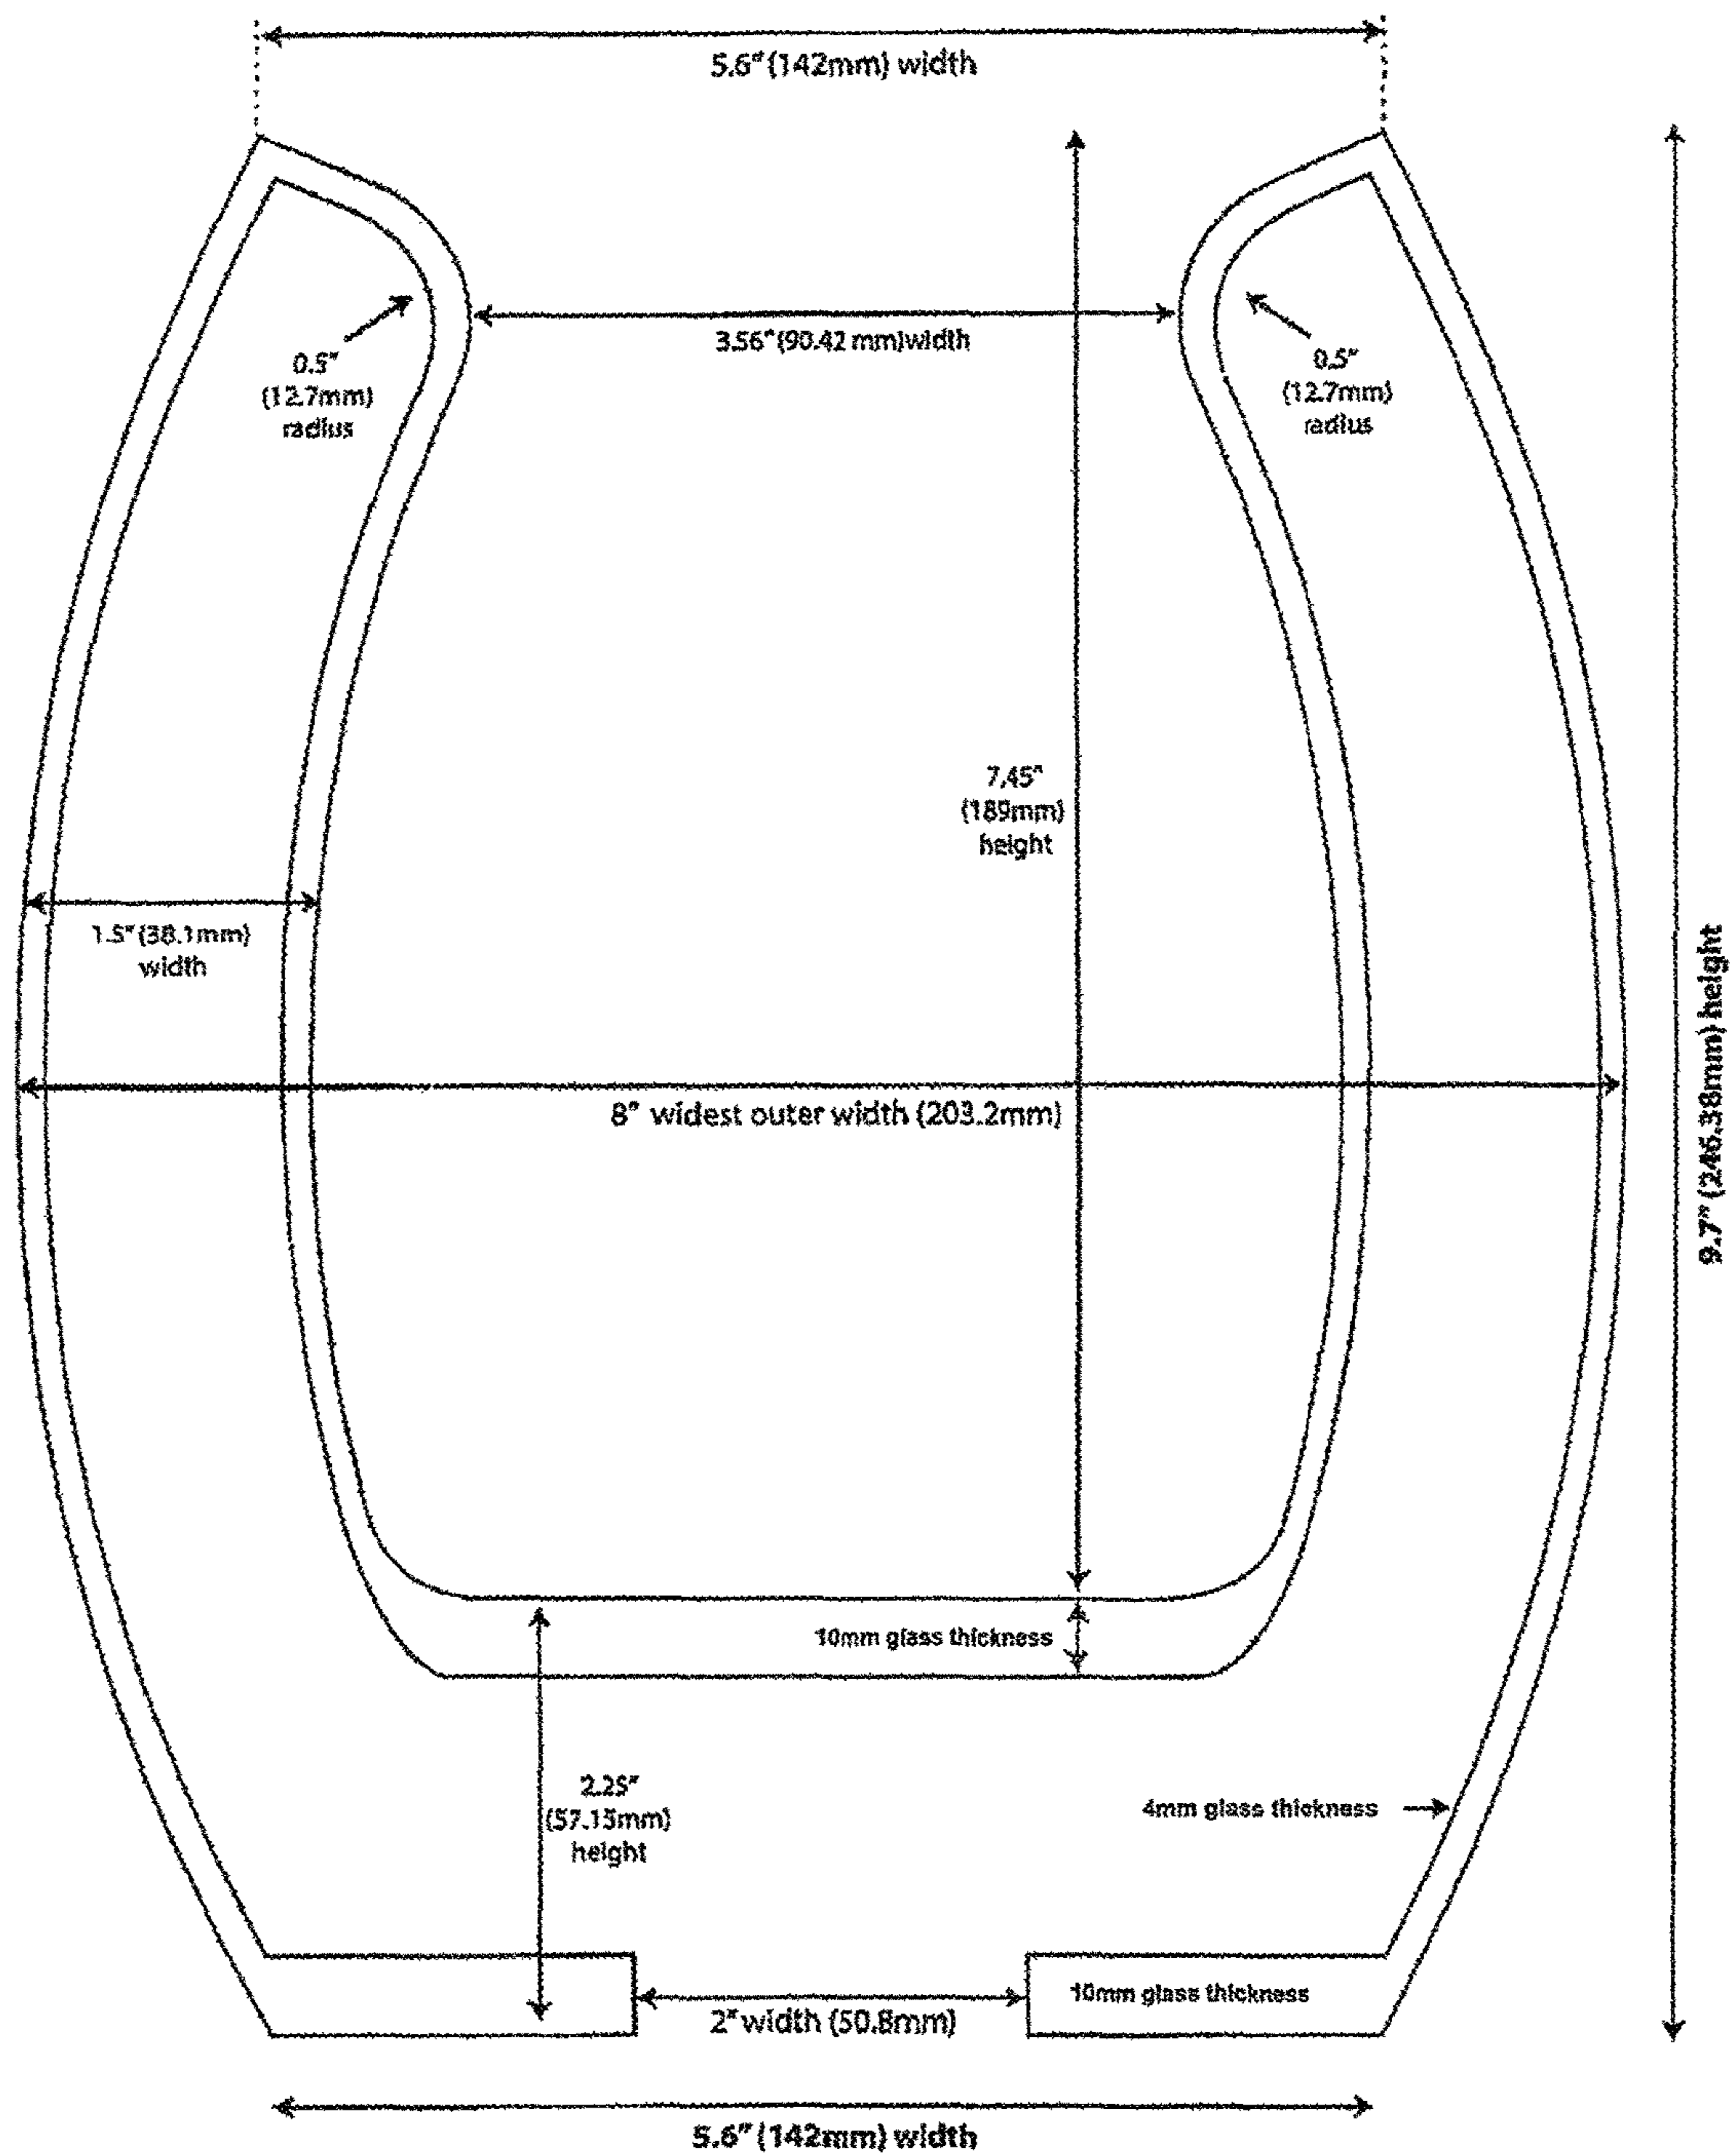 5.6" (142mm) width
3.56" (90.42 mm)width
0.5"
(12.7mm)
radius
0.5"
(12.7mm)
radius
7.45"
(189mm)
height
1.5" (38.1mm)
width
8" widest outer width (203.2mm)
9.7" (246.38mm) height
10mm glass thickness
2.25"
(57.15mm)
height
4mm glass thickness
10mm glass thickness
2" width (50.8mm)
5.6" (142mm) width